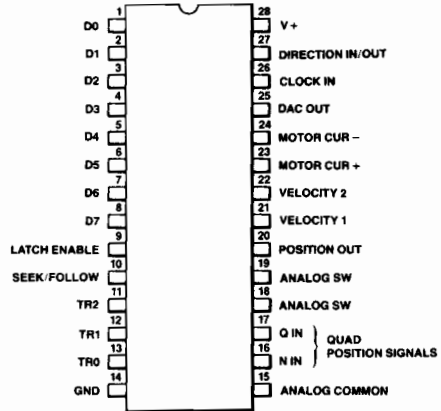 1 28
D0 V+
2 27
D1 DIRECTION IN/OUT
3 26
D2 CLOCK IN
4 25
D3 DAC OUT
5 24
D4 MOTOR CUR −
6 23
D5 MOTOR CUR +
7 22
D6 VELOCITY 2
8 21
D7 VELOCITY 1
9 20
LATCH ENABLE POSITION OUT
10 19
SEEK/FOLLOW ANALOG SW
11 18
TR2 ANALOG SW
12 17
TR1 Q IN
QUAD
POSITION SIGNALS
13 16
TR0 N IN
14 15
GND ANALOG COMMON